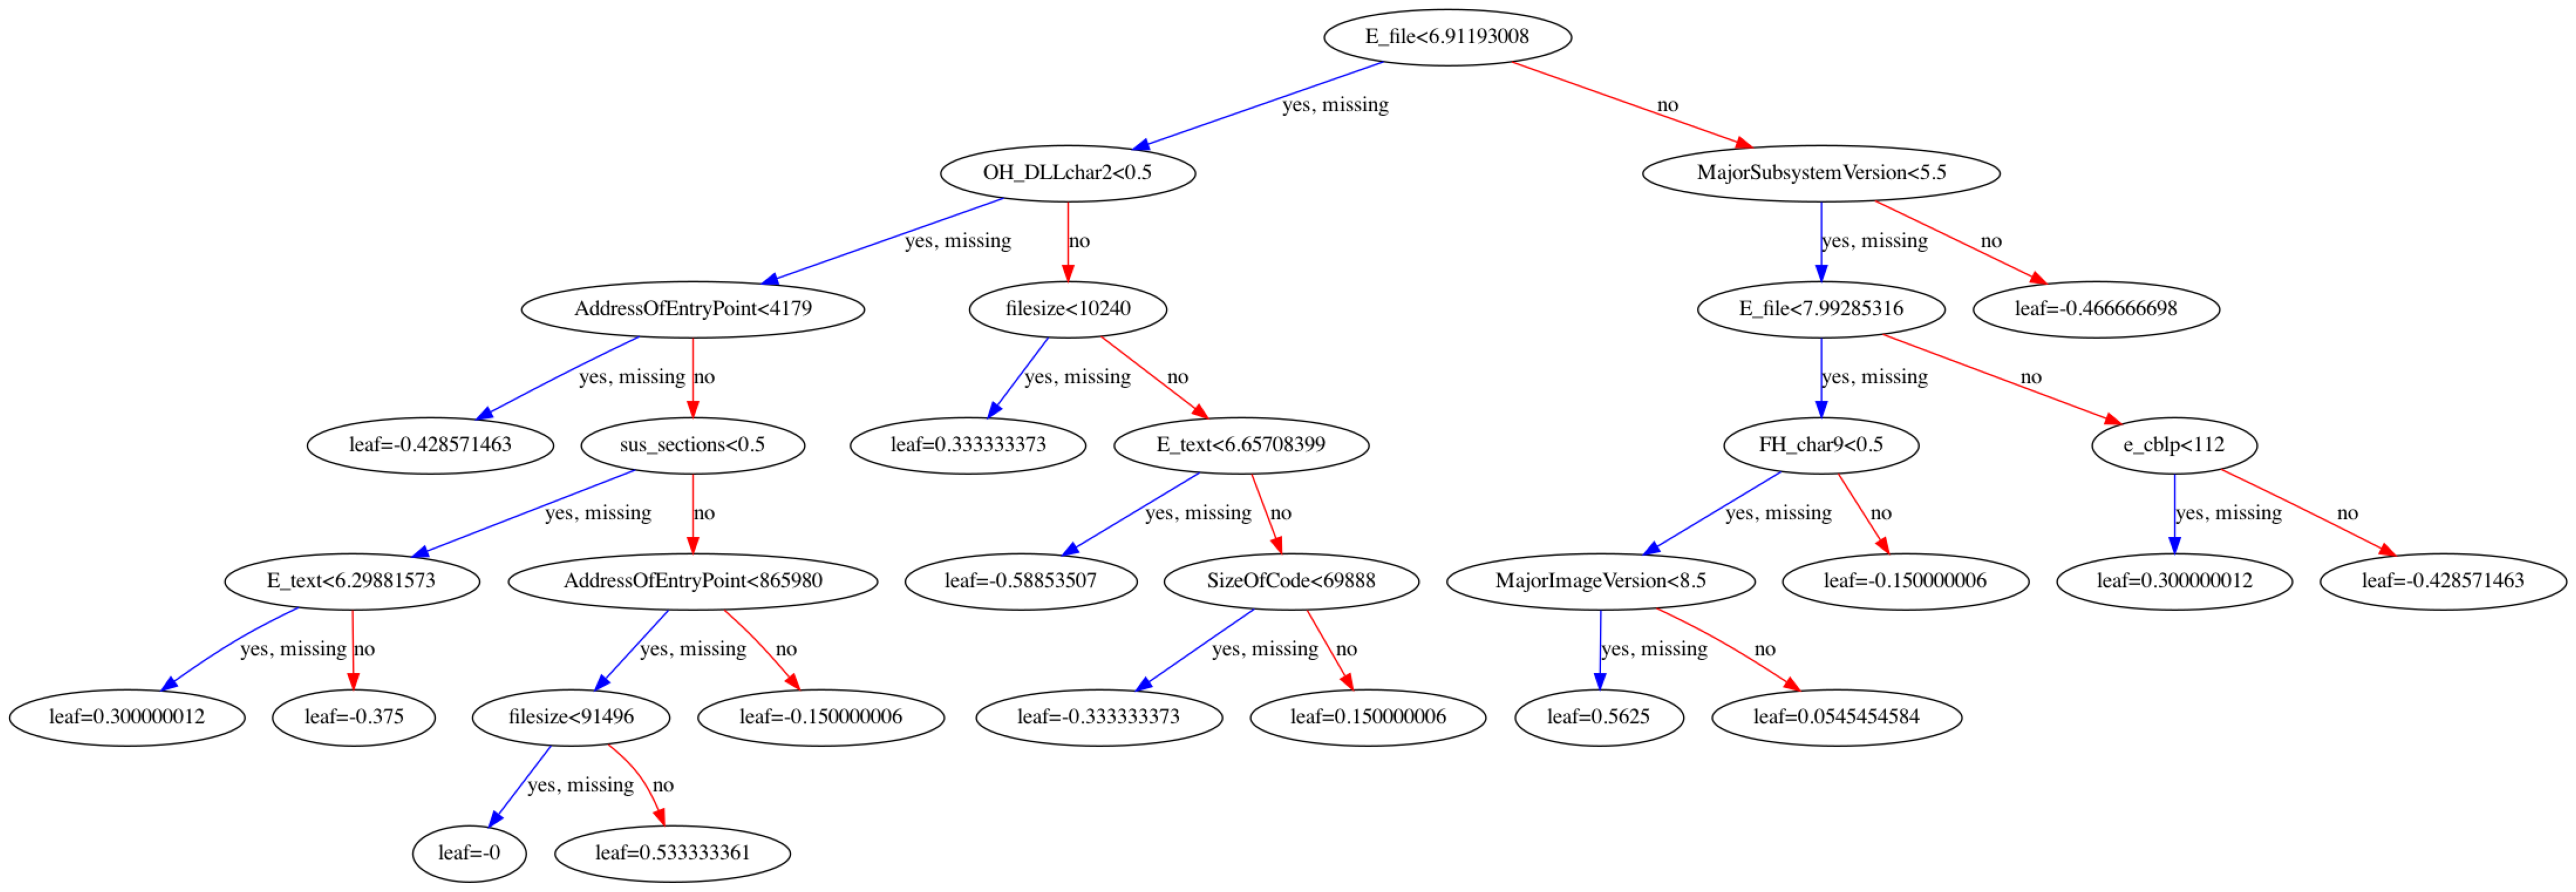 E_file<6.91193008
yes, missing
no
OH_DLLchar2<0.5
MajorSubsystemVersion<5.5
yes, missing
no
yes, missing
no
AddressOfEntryPoint<4179
filesize<10240
E_file<7.99285316
leaf=-0.466666698
yes, missing
no
yes, missing
no
yes, missing
no
leaf=-0.428571463
sus_sections<0.5
leaf=0.333333373
E_text<6.65708399
FH_char9<0.5
e_cblp<112
yes, missing
no
yes, missing
no
yes, missing
no
yes, missing
no
E_text<6.29881573
AddressOfEntryPoint<865980
leaf=-0.58853507
SizeOfCode<69888
MajorImageVersion<8.5
leaf=-0.150000006
leaf=0.300000012
leaf=-0.428571463
yes, missing
no
yes, missing
no
yes, missing
no
yes, missing
no
leaf=0.300000012
leaf=-0.375
filesize<91496
leaf=-0.150000006
leaf=-0.333333373
leaf=0.150000006
leaf=0.5625
leaf=0.0545454584
yes, missing
no
leaf=-0
leaf=0.533333361